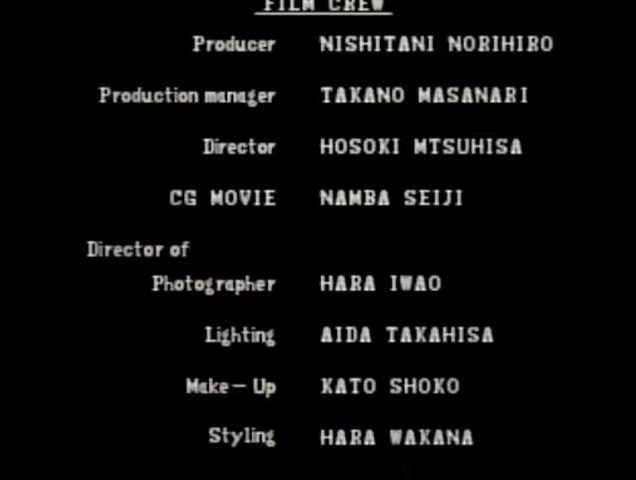 FILM CREW
Producer NISHITANI NORIHIRO
Production manager TAKANO MASANARI
Director HOSOKI MTSUHISA
CG MOVIE NAMBA SEIJI
Director of
Photographer HARA IWAO
Lighting AIDA TAKAHISA
Make-Up KATO SHOKO
Styling HARA WAKANA